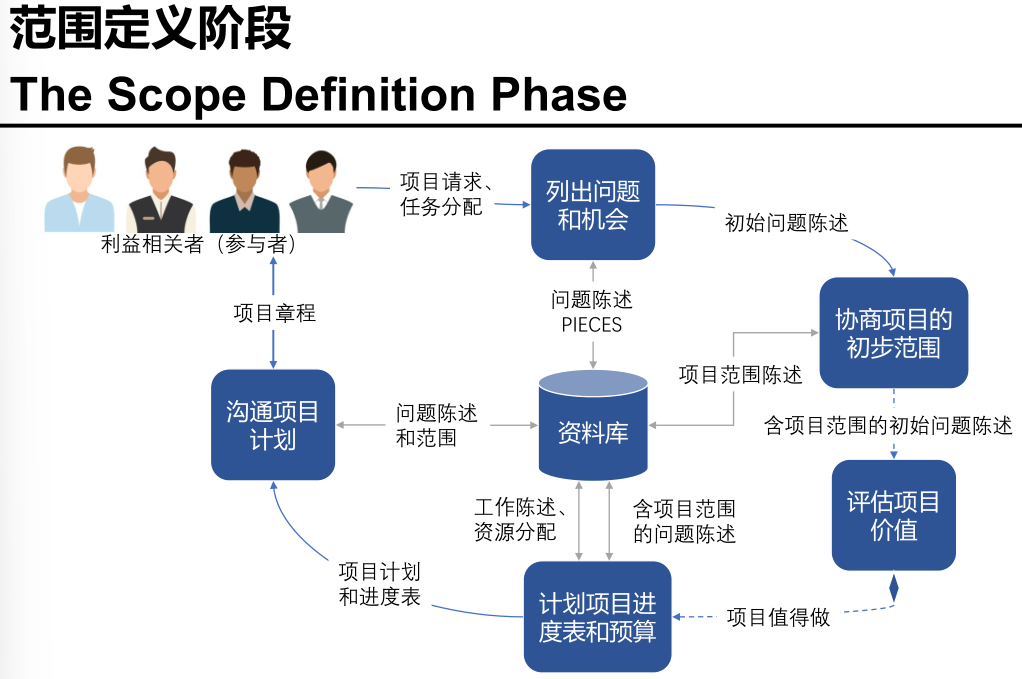 范围定义阶段
The Scope Definition Phase
利益相关者（参与者）
项目请求、
任务分配
列出问题
和机会
初始问题陈述
协商项目的
初步范围
问题陈述
PIECES
项目章程
项目范围陈述
沟通项目
计划
问题陈述
和范围
资料库
含项目范围的初始问题陈述
评估项目
价值
工作陈述、
资源分配
含项目范围
的问题陈述
项目计划
和进度表
计划项目进
度表和预算
项目值得做